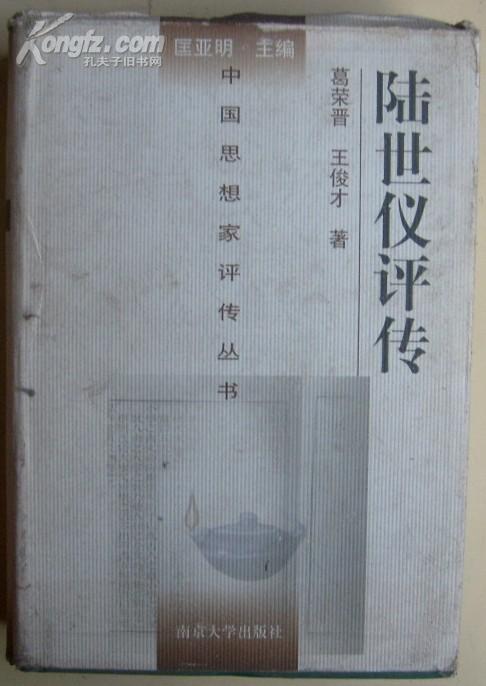 Kongfz.com
孔夫子旧书网
匡亚明·主编
陆世仪评传
葛荣晋 王俊才 著
中国思想家评传丛书
南京大学出版社